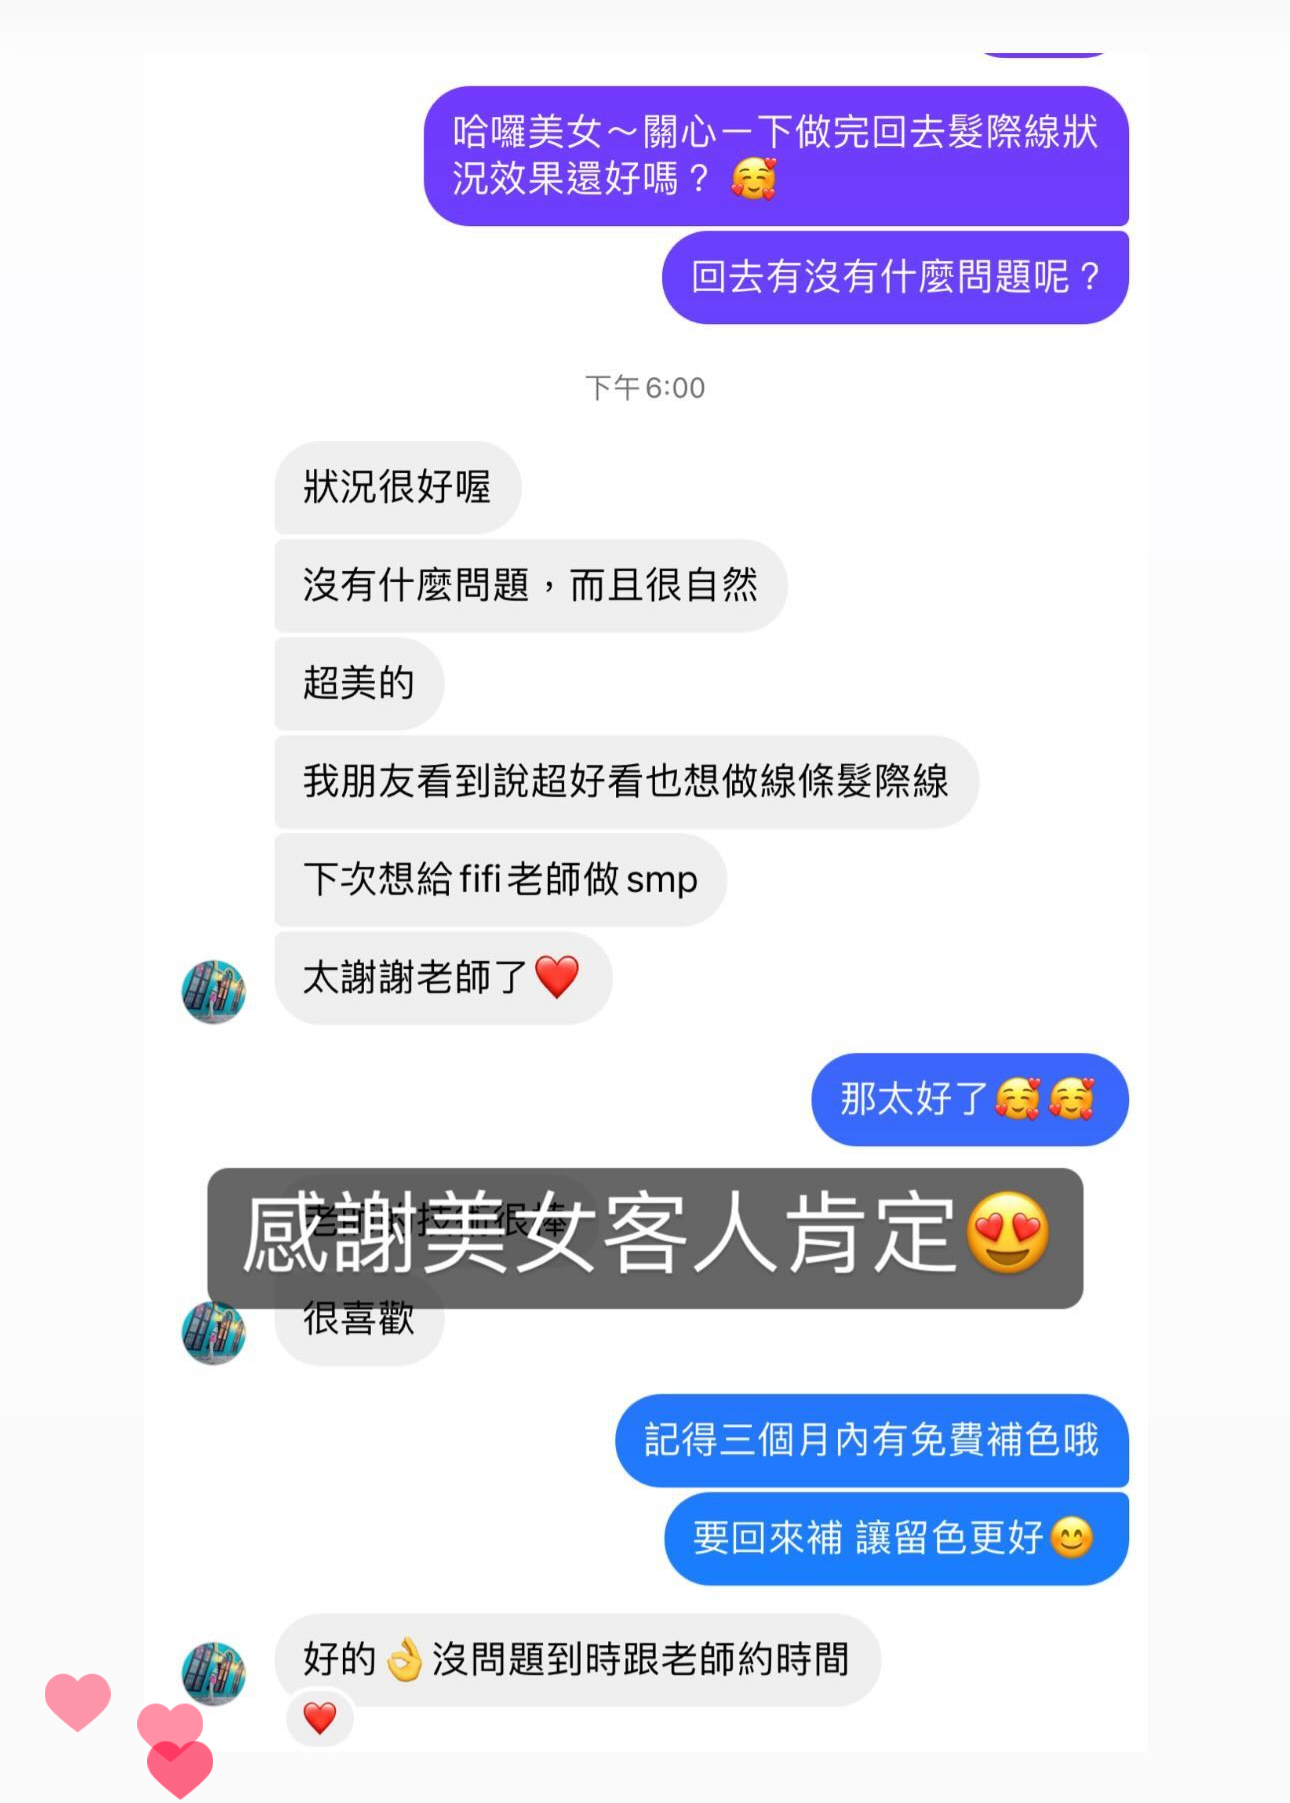 哈囉美女～關心一下做完回去髮際線狀
況效果還好嗎？🥰
回去有沒有什麼問題呢？
下午6:00
狀況很好喔
沒有什麼問題，而且很自然
超美的
我朋友看到說超好看也想做線條髮際線
下次想給fifi老師做smp
太謝謝老師了❤️
那太好了🥰🥰
感謝美女客人肯定😍
很喜歡
記得三個月內有免費補色哦
要回來補 讓留色更好😊
好的👌沒問題到時跟老師約時間
❤️